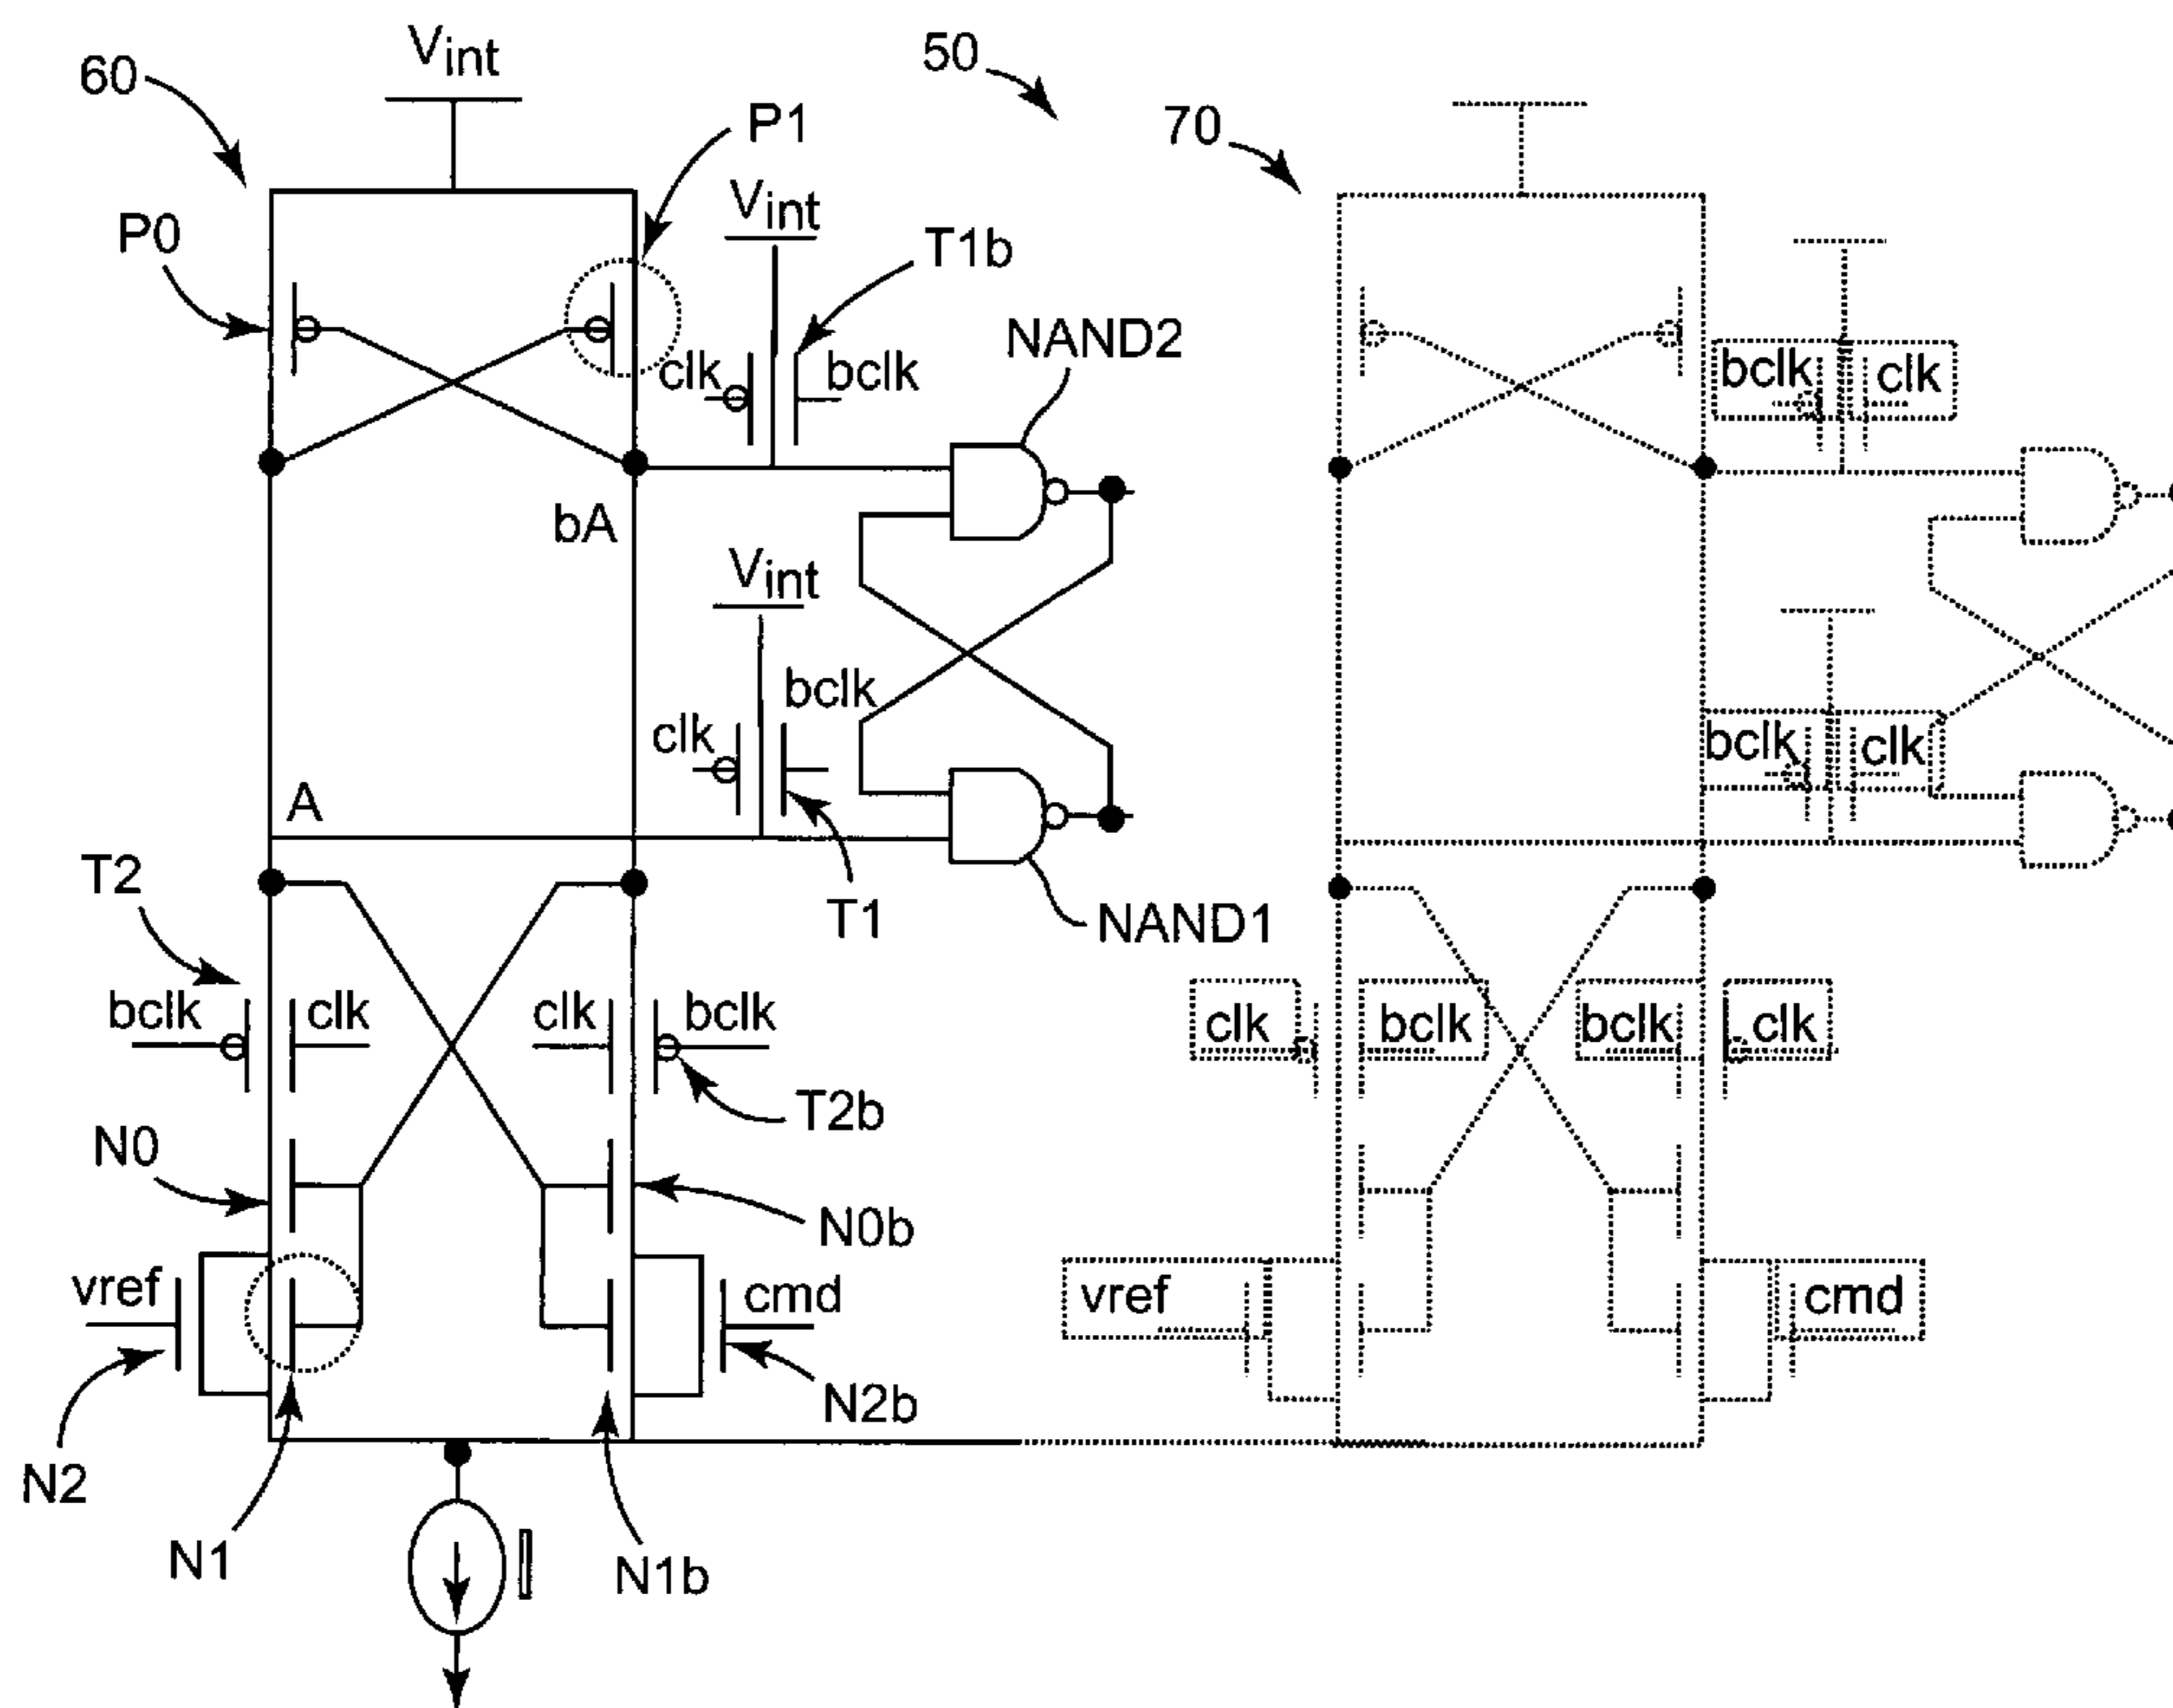 60
Vint
50
P1
70
P0
Vint
T1b
clk
bclk
NAND2
bclk
clk
bA
Vint
bclk
clk
bclk
clk
A
T2
T1
NAND1
bclk
clk
clk
bclk
clk
bclk
bclk
clk
T2b
N0
N0b
vref
cmd
vref
cmd
N2
N2b
N1
N1b
I